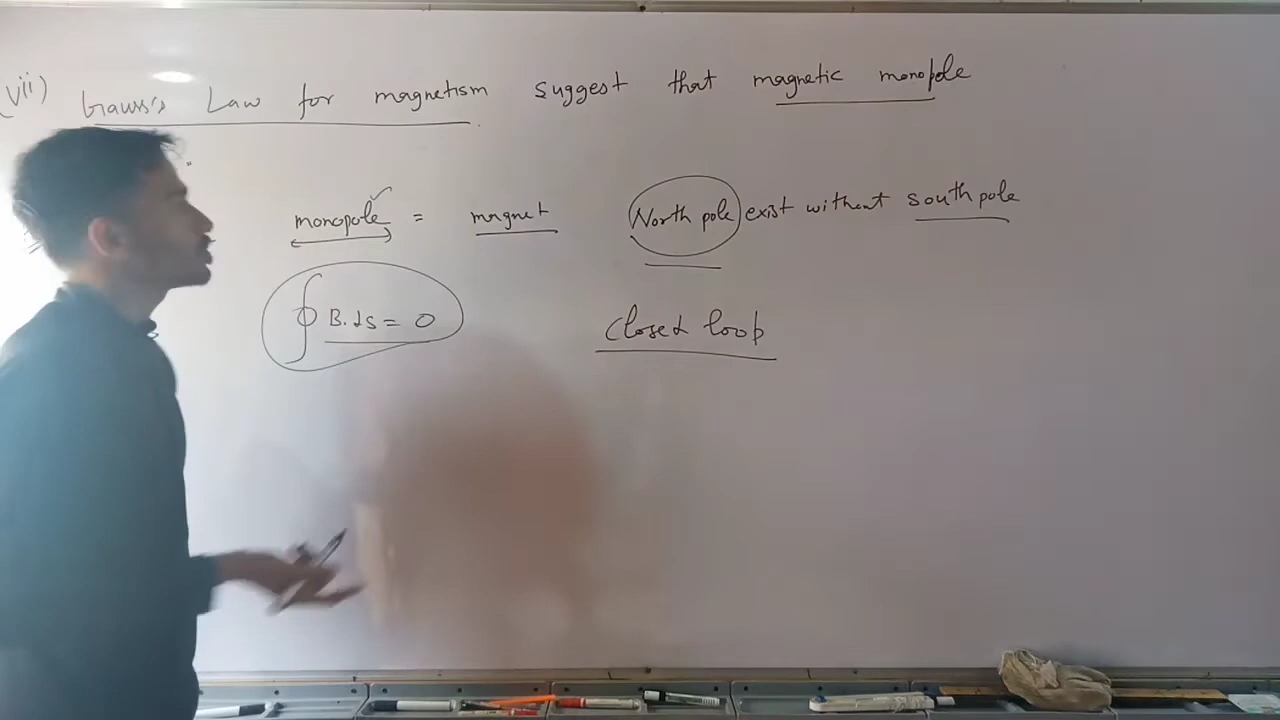 vii) Gauss's Law for magnetism suggest that magnetic monopole
monopole = magnet North pole exist without south pole
∮ B.ds = 0 closed loop